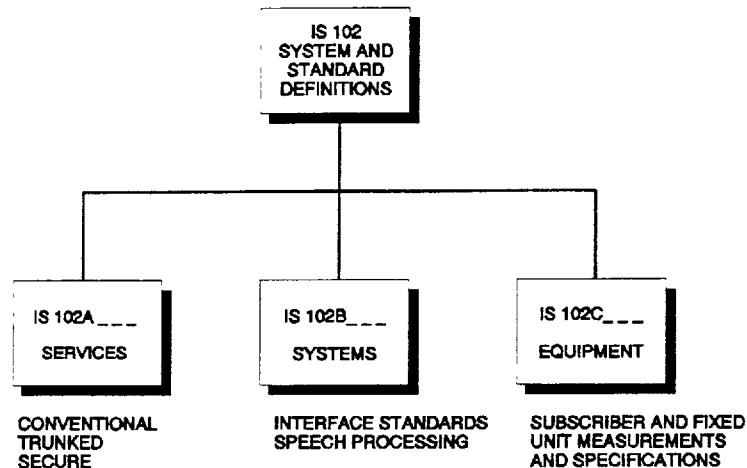 IS 102
SYSTEM AND
STANDARD
DEFINITIONS
IS 102A_ _ _
SERVICES
IS 102B_ _ _
SYSTEMS
IS 102C_ _ _
EQUIPMENT
CONVENTIONAL
TRUNKED
SECURE
INTERFACE STANDARDS
SPEECH PROCESSING
SUBSCRIBER AND FIXED
UNIT MEASUREMENTS
AND SPECIFICATIONS